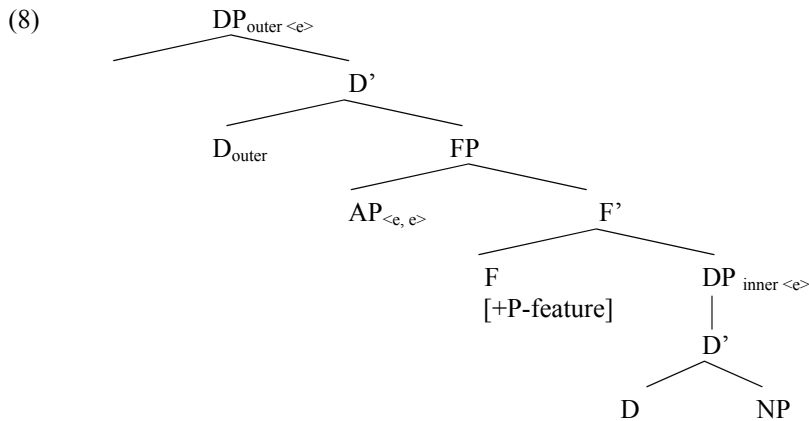 (8) DPouter <e>
D’
Douter FP
AP<e, e> F’
F DP inner <e>
[+P-feature]
D’
D NP